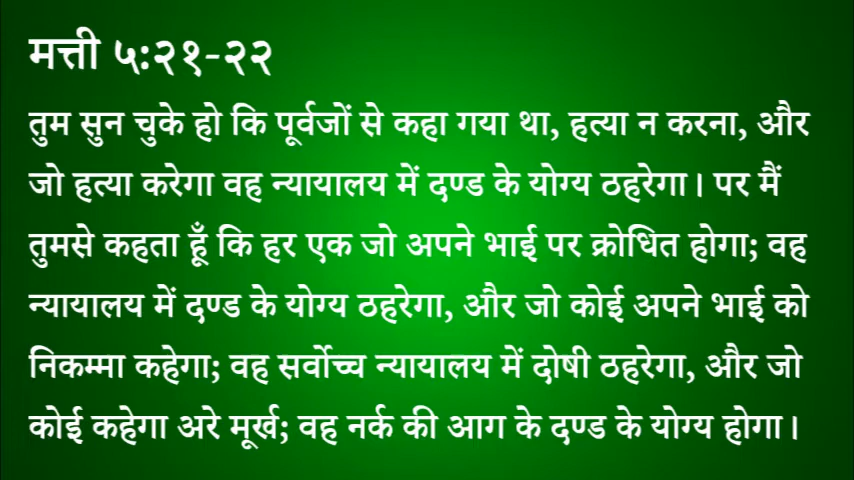 मत्ती ५:२१-२२
तुम सुन चुके हो कि पूर्वजों से कहा गया था, हत्या न करना, और
जो हत्या करेगा वह न्यायालय में दण्ड के योग्य ठहरेगा। पर मैं
तुमसे कहता हूँ कि हर एक जो अपने भाई पर क्रोधित होगा; वह
न्यायालय में दण्ड के योग्य ठहरेगा, और जो कोई अपने भाई को
निकम्मा कहेगा; वह सर्वोच्च न्यायालय में दोषी ठहरेगा, और जो
कोई कहेगा अरे मूर्ख; वह नर्क की आग के दण्ड के योग्य होगा।